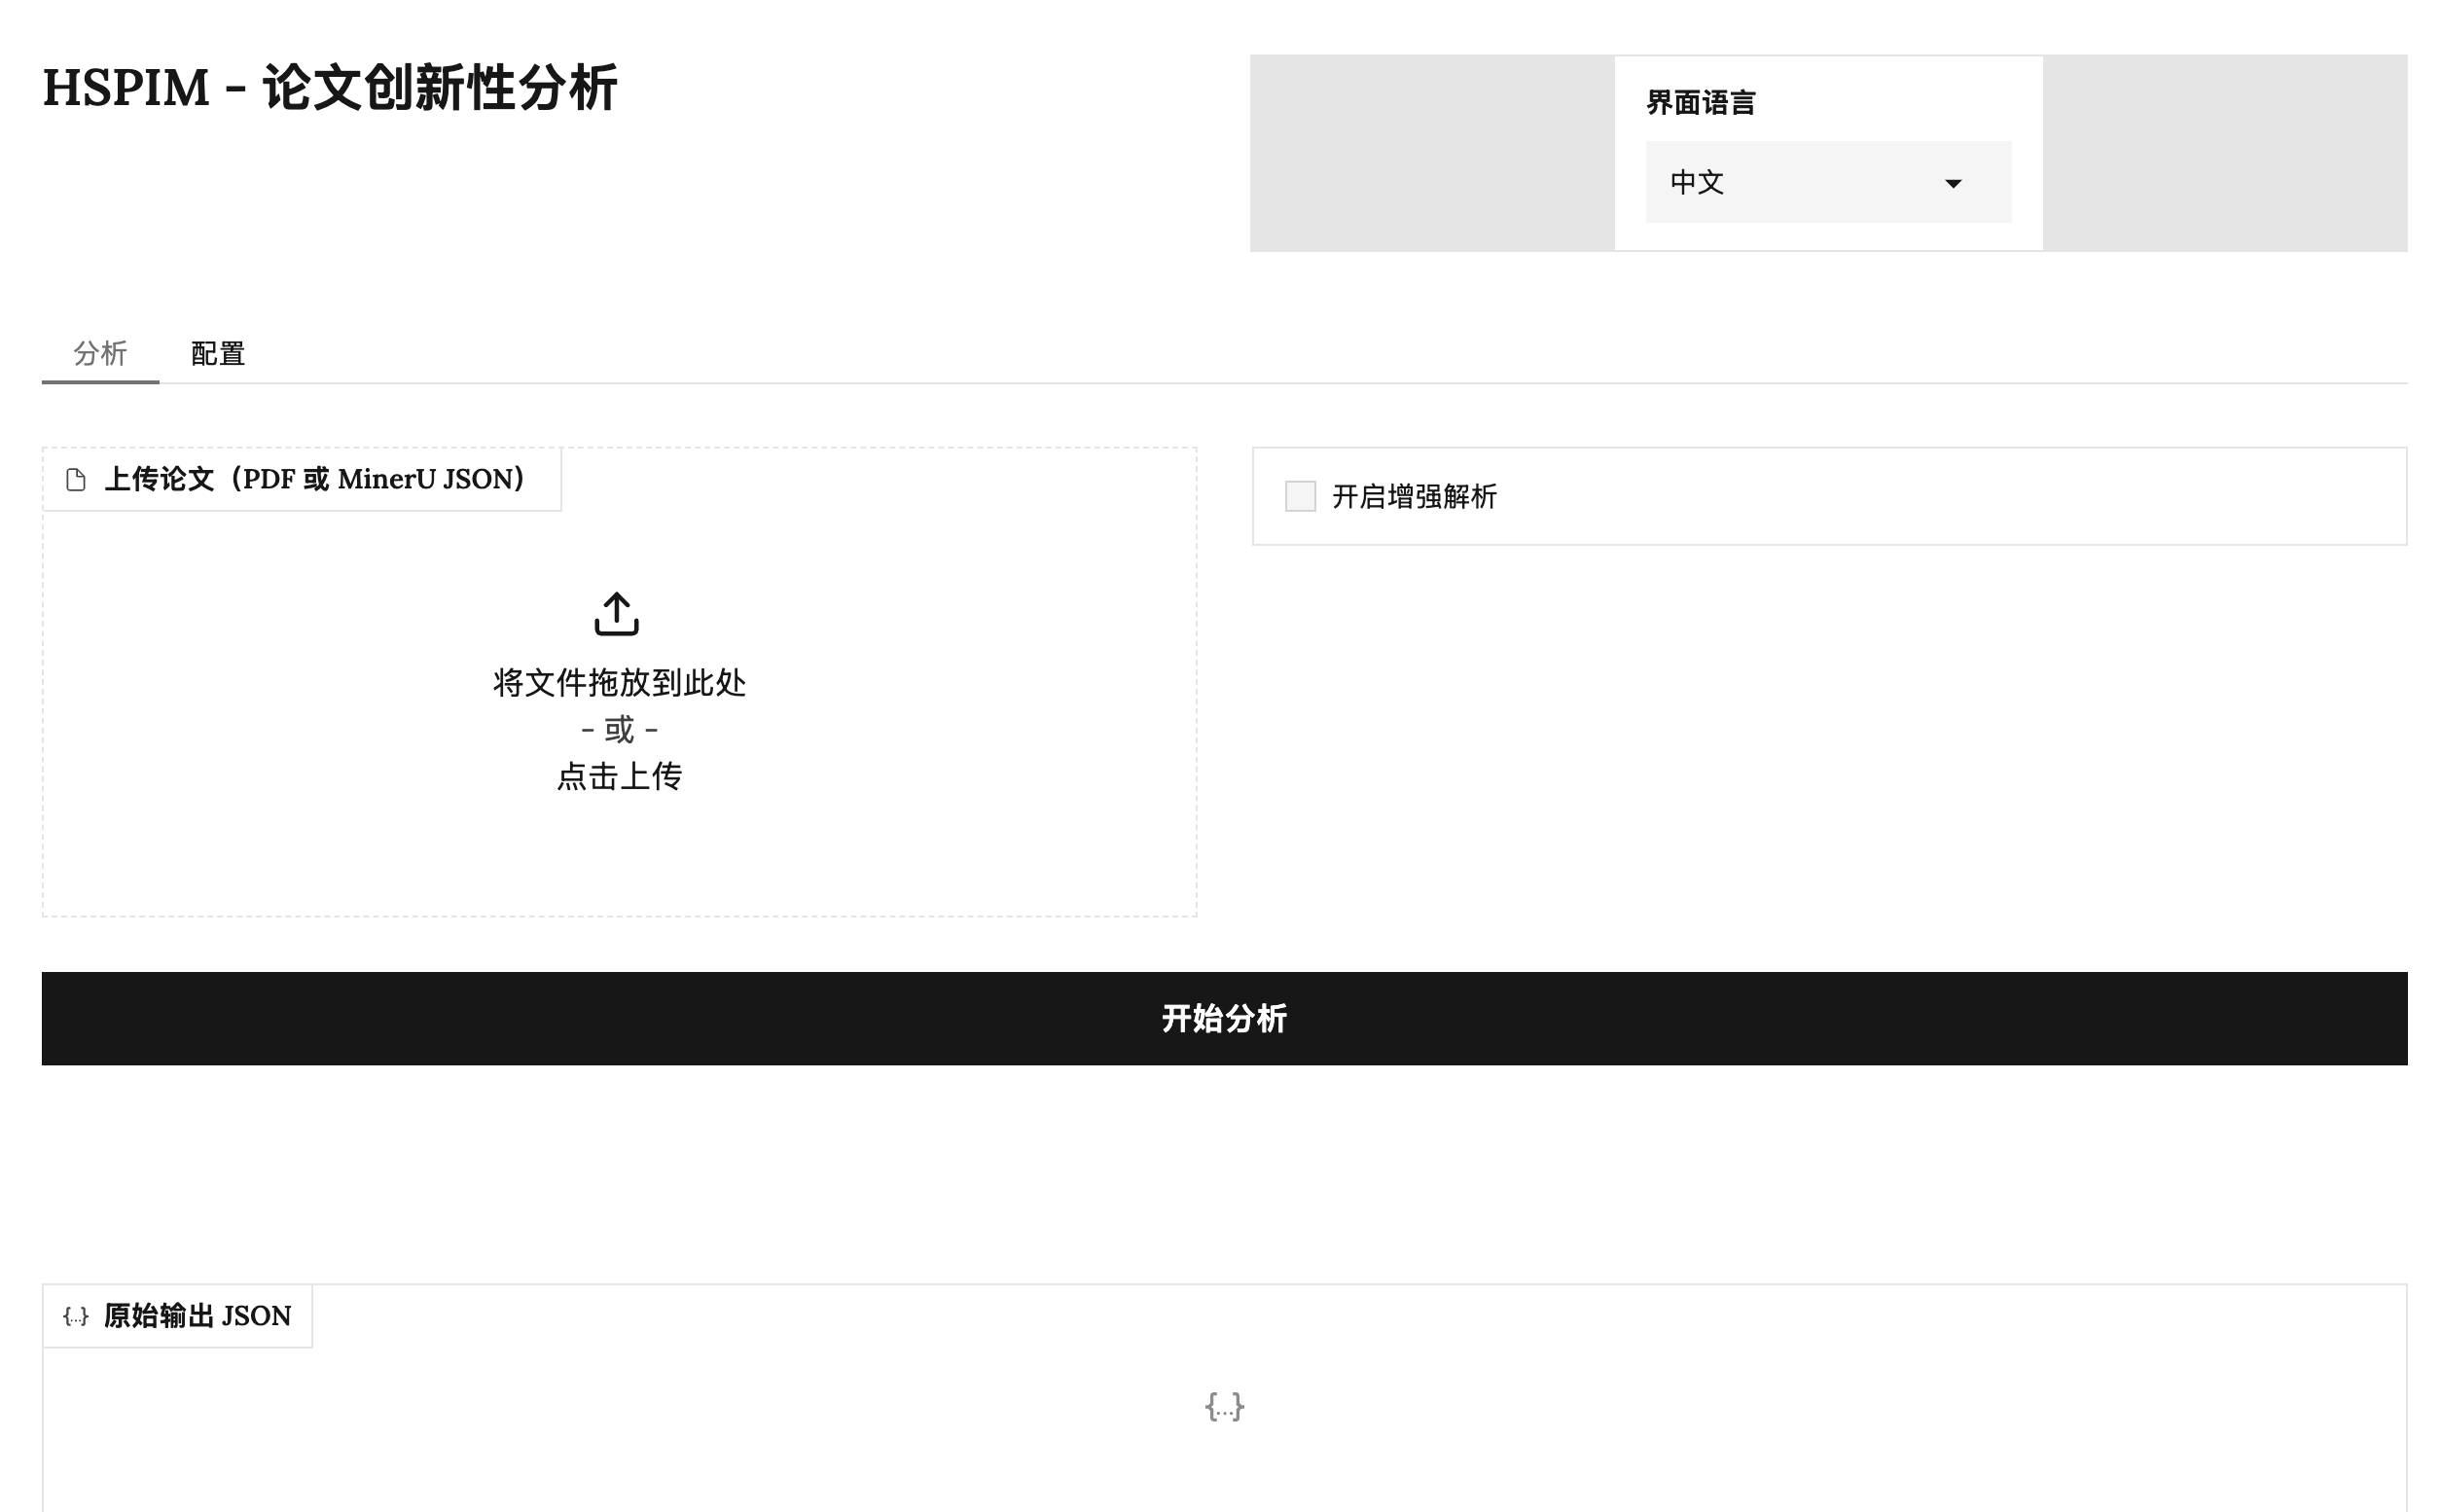 HSPIM - 论文创新性分析
界面语言
中文
分析
配置
上传论文（PDF 或 MinerU JSON）
开启增强解析
将文件拖放到此处
- 或 -
点击上传
开始分析
{...} 原始输出 JSON
{...}